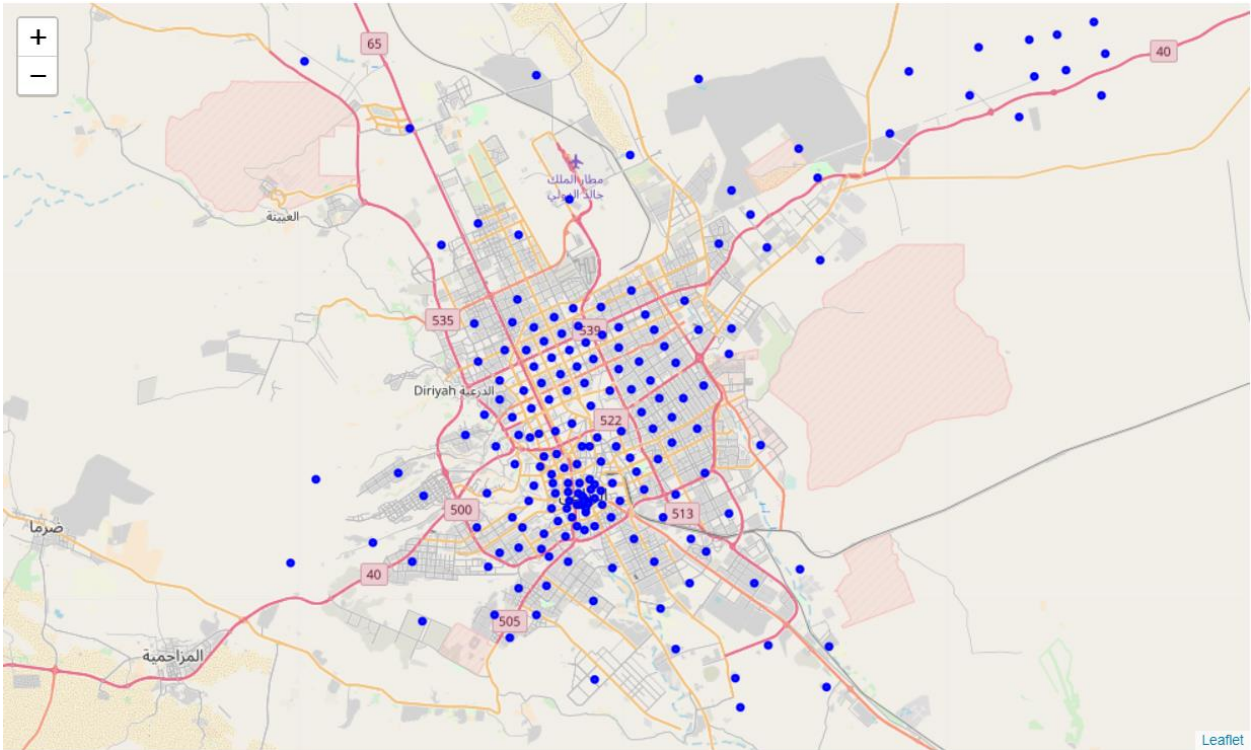 +
−
65
40
مطار الملك
خالد الدولي
العيينة
535
539
Diriyah الدرعية
522
500
513
ضرما
40
505
المزاحمية
Leaflet